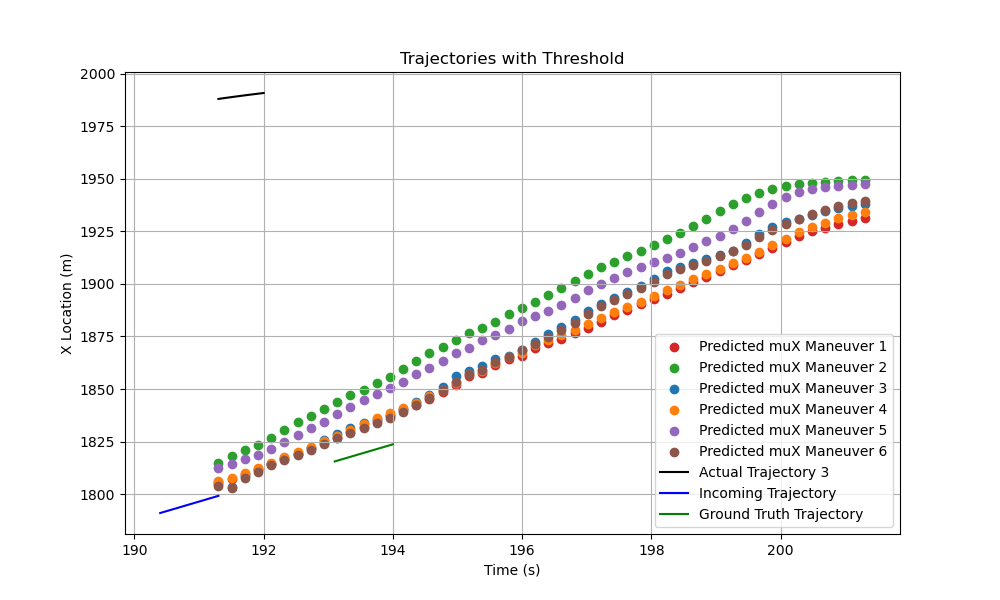 Trajectories with Threshold
2000
1975
1950
1925
1900
1875
1850
1825
1800
X Location (m)
190
192
194
196
198
200
Time (s)
Predicted muX Maneuver 1
Predicted muX Maneuver 2
Predicted muX Maneuver 3
Predicted muX Maneuver 4
Predicted muX Maneuver 5
Predicted muX Maneuver 6
Actual Trajectory 3
Incoming Trajectory
Ground Truth Trajectory